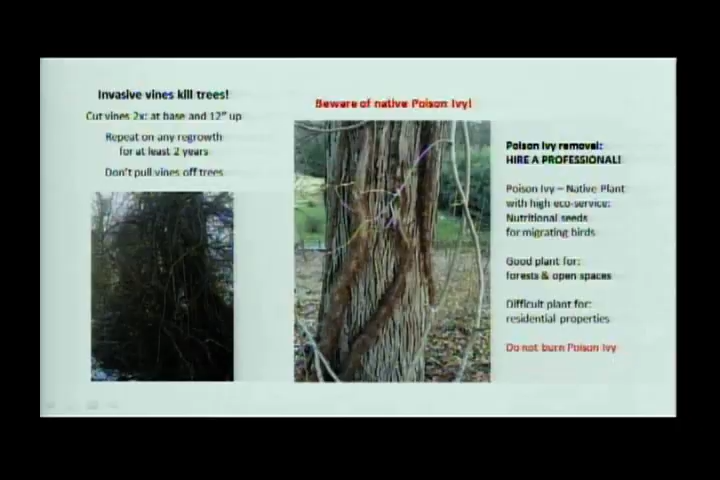 Invasive vines kill trees!
Cut vines 2x: at base and 12" up
Repeat on any regrowth
for at least 2 years
Don't pull vines off trees
Beware of native Poison Ivy!
Poison Ivy removal:
HIRE A PROFESSIONAL!
Poison Ivy – Native Plant
with high eco-service:
Nutritional seeds
for migrating birds
Good plant for:
forests & open spaces
Difficult plant for:
residential properties
Do not burn Poison Ivy